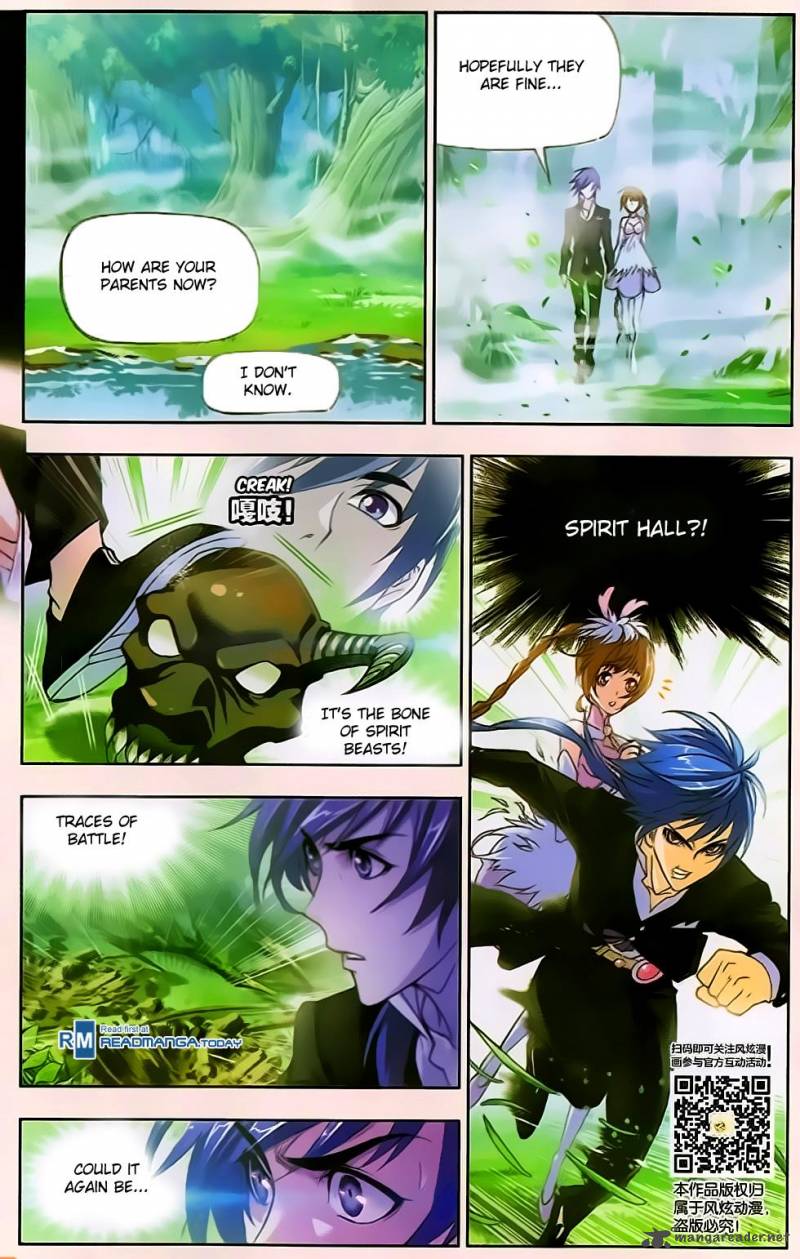 HOW ARE YOUR
PARENTS NOW?
I DON'T
KNOW.
HOPEFULLY THEY
ARE FINE...
CREAK!
嘎吱!
IT'S THE BONE
OF SPIRIT
BEASTS!
TRACES OF
BATTLE!
Read first at
RM READMANGA.TODAY
COULD IT
AGAIN BE...
SPIRIT HALL?!
扫码即可关注风炫漫
画参与官方互动活动!
本作品版权归
属于风炫动漫,
盗版必究!
mangareader.net